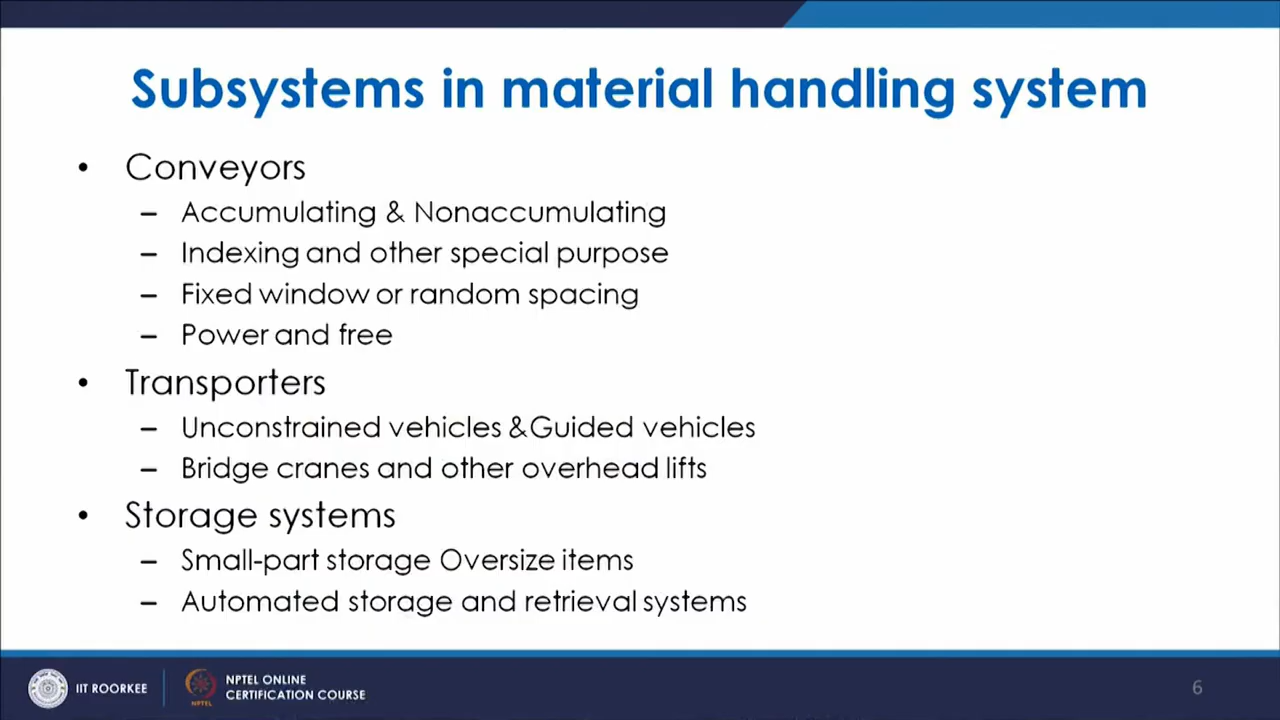 Subsystems in material handling system
• Conveyors
– Accumulating & Nonaccumulating
– Indexing and other special purpose
– Fixed window or random spacing
– Power and free
• Transporters
– Unconstrained vehicles &Guided vehicles
– Bridge cranes and other overhead lifts
• Storage systems
– Small-part storage Oversize items
– Automated storage and retrieval systems
IIT ROORKEE
NPTEL
NPTEL ONLINE
CERTIFICATION COURSE
6